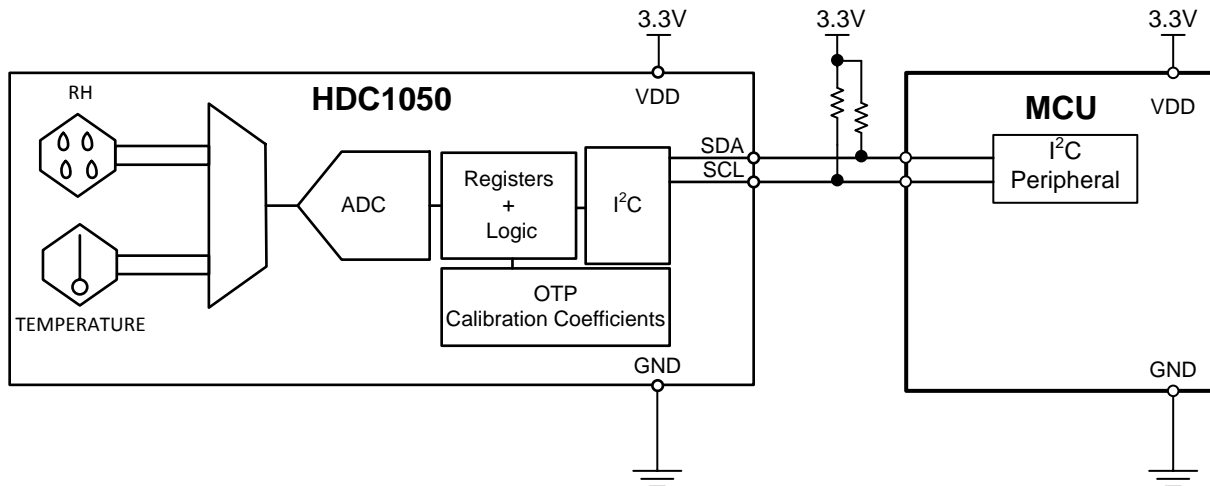 3.3V
3.3V
3.3V
HDC1050
RH
VDD
MCU
VDD
SDA
SCL
ADC
Registers
+
Logic
I²C
I²C
Peripheral
OTP
Calibration Coefficients
TEMPERATURE
GND
GND